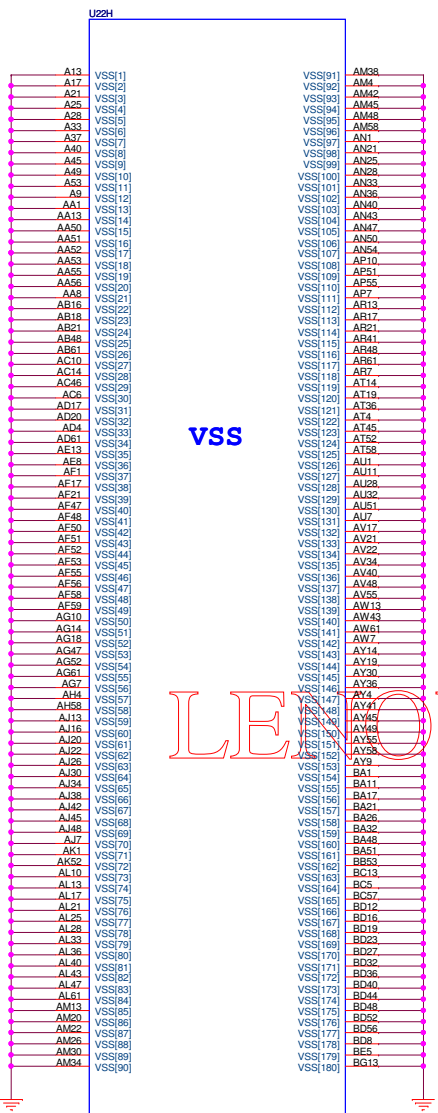 U22H
A13 VSS[1] VSS[91] AM38
A17 VSS[2] VSS[92] AM4
A21 VSS[3] VSS[93] AM42
A25 VSS[4] VSS[94] AM45
A28 VSS[5] VSS[95] AM48
A33 VSS[6] VSS[96] AM58
A37 VSS[7] VSS[97] AN1
A40 VSS[8] VSS[98] AN21
A45 VSS[9] VSS[99] AN25
A49 VSS[10] VSS[100] AN28
A53 VSS[11] VSS[101] AN33
A9 VSS[12] VSS[102] AN36
AA1 VSS[13] VSS[103] AN40
AA13 VSS[14] VSS[104] AN43
AA50 VSS[15] VSS[105] AN47
AA51 VSS[16] VSS[106] AN50
AA52 VSS[17] VSS[107] AN54
AA53 VSS[18] VSS[108] AP10
AA55 VSS[19] VSS[109] AP51
AA56 VSS[20] VSS[110] AP55
AA8 VSS[21] VSS[111] AP7
AB16 VSS[22] VSS[112] AR13
AB18 VSS[23] VSS[113] AR17
AB21 VSS[24] VSS[114] AR21
AB48 VSS[25] VSS[115] AR41
AB61 VSS[26] VSS[116] AR48
AC10 VSS[27] VSS[117] AR61
AC14 VSS[28] VSS[118] AR7
AC46 VSS[29] VSS[119] AT14
AC6 VSS[30] VSS[120] AT19
AD17 VSS[31] VSS[121] AT36
AD20 VSS[32] VSS[122] AT4
AD4 VSS[33] VSS[123] AT45
AD61 VSS[34] VSS[124] AT52
VSS
AE13 VSS[35] VSS[125] AT58
AE8 VSS[36] VSS[126] AU1
AF1 VSS[37] VSS[127] AU11
AF17 VSS[38] VSS[128] AU28
AF21 VSS[39] VSS[129] AU32
AF47 VSS[40] VSS[130] AU51
AF48 VSS[41] VSS[131] AU7
AF50 VSS[42] VSS[132] AV17
AF51 VSS[43] VSS[133] AV21
AF52 VSS[44] VSS[134] AV22
AF53 VSS[45] VSS[135] AV34
AF55 VSS[46] VSS[136] AV40
AF56 VSS[47] VSS[137] AV48
AF58 VSS[48] VSS[138] AV55
AF59 VSS[49] VSS[139] AW13
AG10 VSS[50] VSS[140] AW43
AG14 VSS[51] VSS[141] AW61
AG18 VSS[52] VSS[142] AW7
AG47 VSS[53] VSS[143] AY14
AG52 VSS[54] VSS[144] AY19
AG61 VSS[55] VSS[145] AY30
AG7 VSS[56] VSS[146] AY36
AH4 VSS[57] VSS[147] AY4
AH58 VSS[58] VSS[148] AY41
AJ13 VSS[59] VSS[149] AY45
AJ16 VSS[60] VSS[150] AY49
LENO
AJ20 VSS[61] VSS[151] AY55
AJ22 VSS[62] VSS[152] AY58
AJ26 VSS[63] VSS[153] AY9
AJ30 VSS[64] VSS[154] BA1
AJ34 VSS[65] VSS[155] BA11
AJ38 VSS[66] VSS[156] BA17
AJ42 VSS[67] VSS[157] BA21
AJ45 VSS[68] VSS[158] BA26
AJ48 VSS[69] VSS[159] BA32
AJ7 VSS[70] VSS[160] BA48
AK1 VSS[71] VSS[161] BA51
AK52 VSS[72] VSS[162] BB53
AL10 VSS[73] VSS[163] BC13
AL13 VSS[74] VSS[164] BC5
AL17 VSS[75] VSS[165] BC57
AL21 VSS[76] VSS[166] BD12
AL25 VSS[77] VSS[167] BD16
AL28 VSS[78] VSS[168] BD19
AL33 VSS[79] VSS[169] BD23
AL36 VSS[80] VSS[170] BD27
AL40 VSS[81] VSS[171] BD32
AL43 VSS[82] VSS[172] BD36
AL47 VSS[83] VSS[173] BD40
AL61 VSS[84] VSS[174] BD44
AM13 VSS[85] VSS[175] BD48
AM20 VSS[86] VSS[176] BD52
AM22 VSS[87] VSS[177] BD56
AM26 VSS[88] VSS[178] BD8
AM30 VSS[89] VSS[179] BE5
AM34 VSS[90] VSS[180] BG13